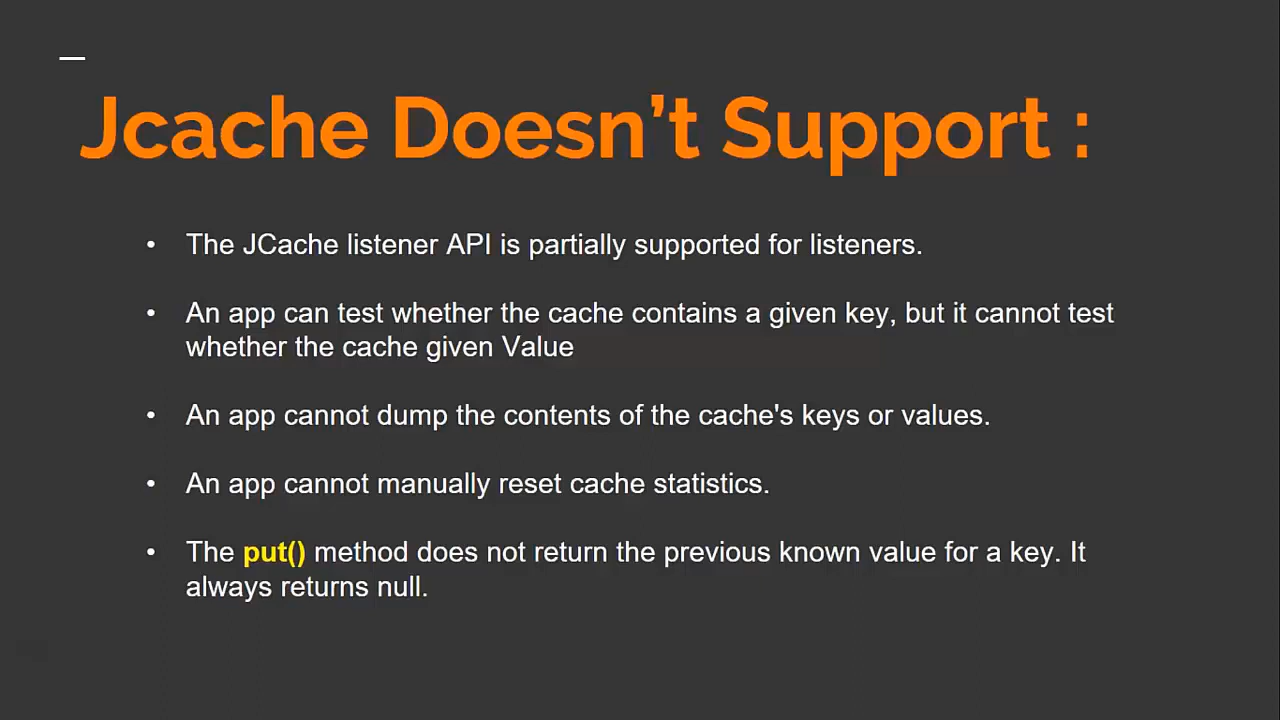 Jcache Doesn’t Support :
• The JCache listener API is partially supported for listeners.
• An app can test whether the cache contains a given key, but it cannot test
whether the cache given Value
• An app cannot dump the contents of the cache's keys or values.
• An app cannot manually reset cache statistics.
• The put() method does not return the previous known value for a key. It
always returns null.